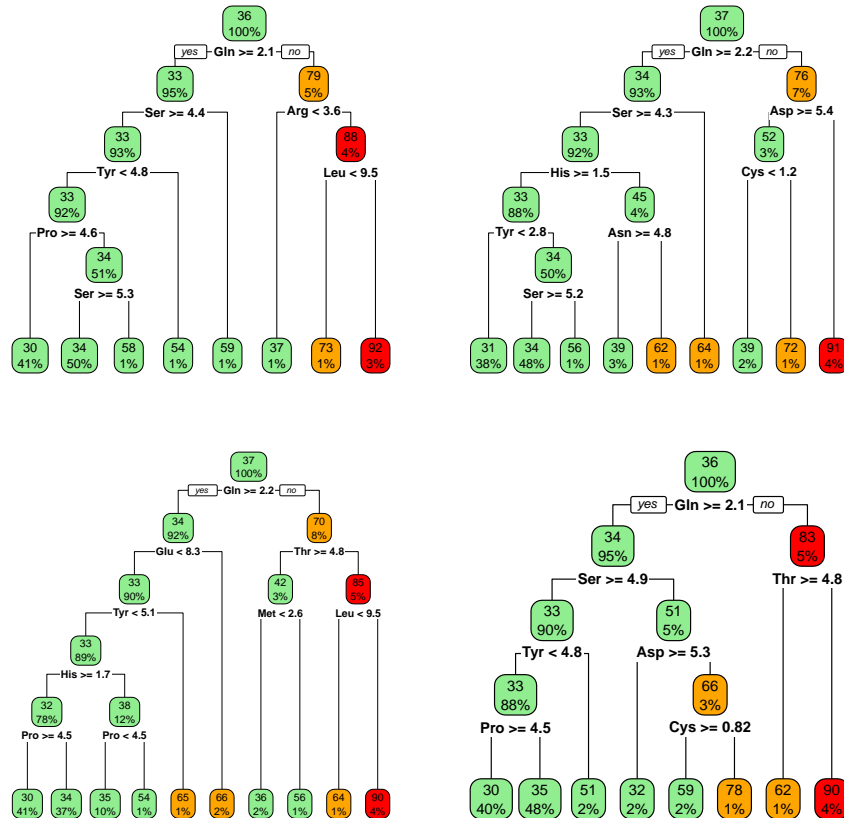 36
100%
yes Gln >= 2.1 no
33
95%
79
5%
Ser >= 4.4
Arg < 3.6
33
93%
88
4%
Tyr < 4.8
Leu < 9.5
33
92%
Pro >= 4.6
34
51%
Ser >= 5.3
30 34 58 54 59 37 73 92
41% 50% 1% 1% 1% 1% 1% 3%
37
100%
yes Gln >= 2.2 no
34
93%
76
7%
Ser >= 4.3
Asp >= 5.4
33
92%
52
3%
His >= 1.5
Cys < 1.2
33
88%
45
4%
Tyr < 2.8
Asn >= 4.8
34
50%
Ser >= 5.2
31 34 56 39 62 64 39 72 91
38% 48% 1% 3% 1% 1% 2% 1% 4%
37
100%
yes Gln >= 2.2 no
34
92%
70
8%
Glu < 8.3
Thr >= 4.8
33
90%
42
3%
85
5%
Tyr < 5.1
Met < 2.6
Leu < 9.5
33
89%
His >= 1.7
32
78%
38
12%
Pro >= 4.5
Pro < 4.5
30 34 35 54 65 66 36 56 64 90
41% 37% 10% 1% 1% 2% 2% 1% 1% 4%
36
100%
yes Gln >= 2.1 no
34
95%
83
5%
Ser >= 4.9
Thr >= 4.8
33
90%
51
5%
Tyr < 4.8
Asp >= 5.3
33
88%
66
3%
Pro >= 4.5
Cys >= 0.82
30 35 51 32 59 78 62 90
40% 48% 2% 2% 2% 1% 1% 4%